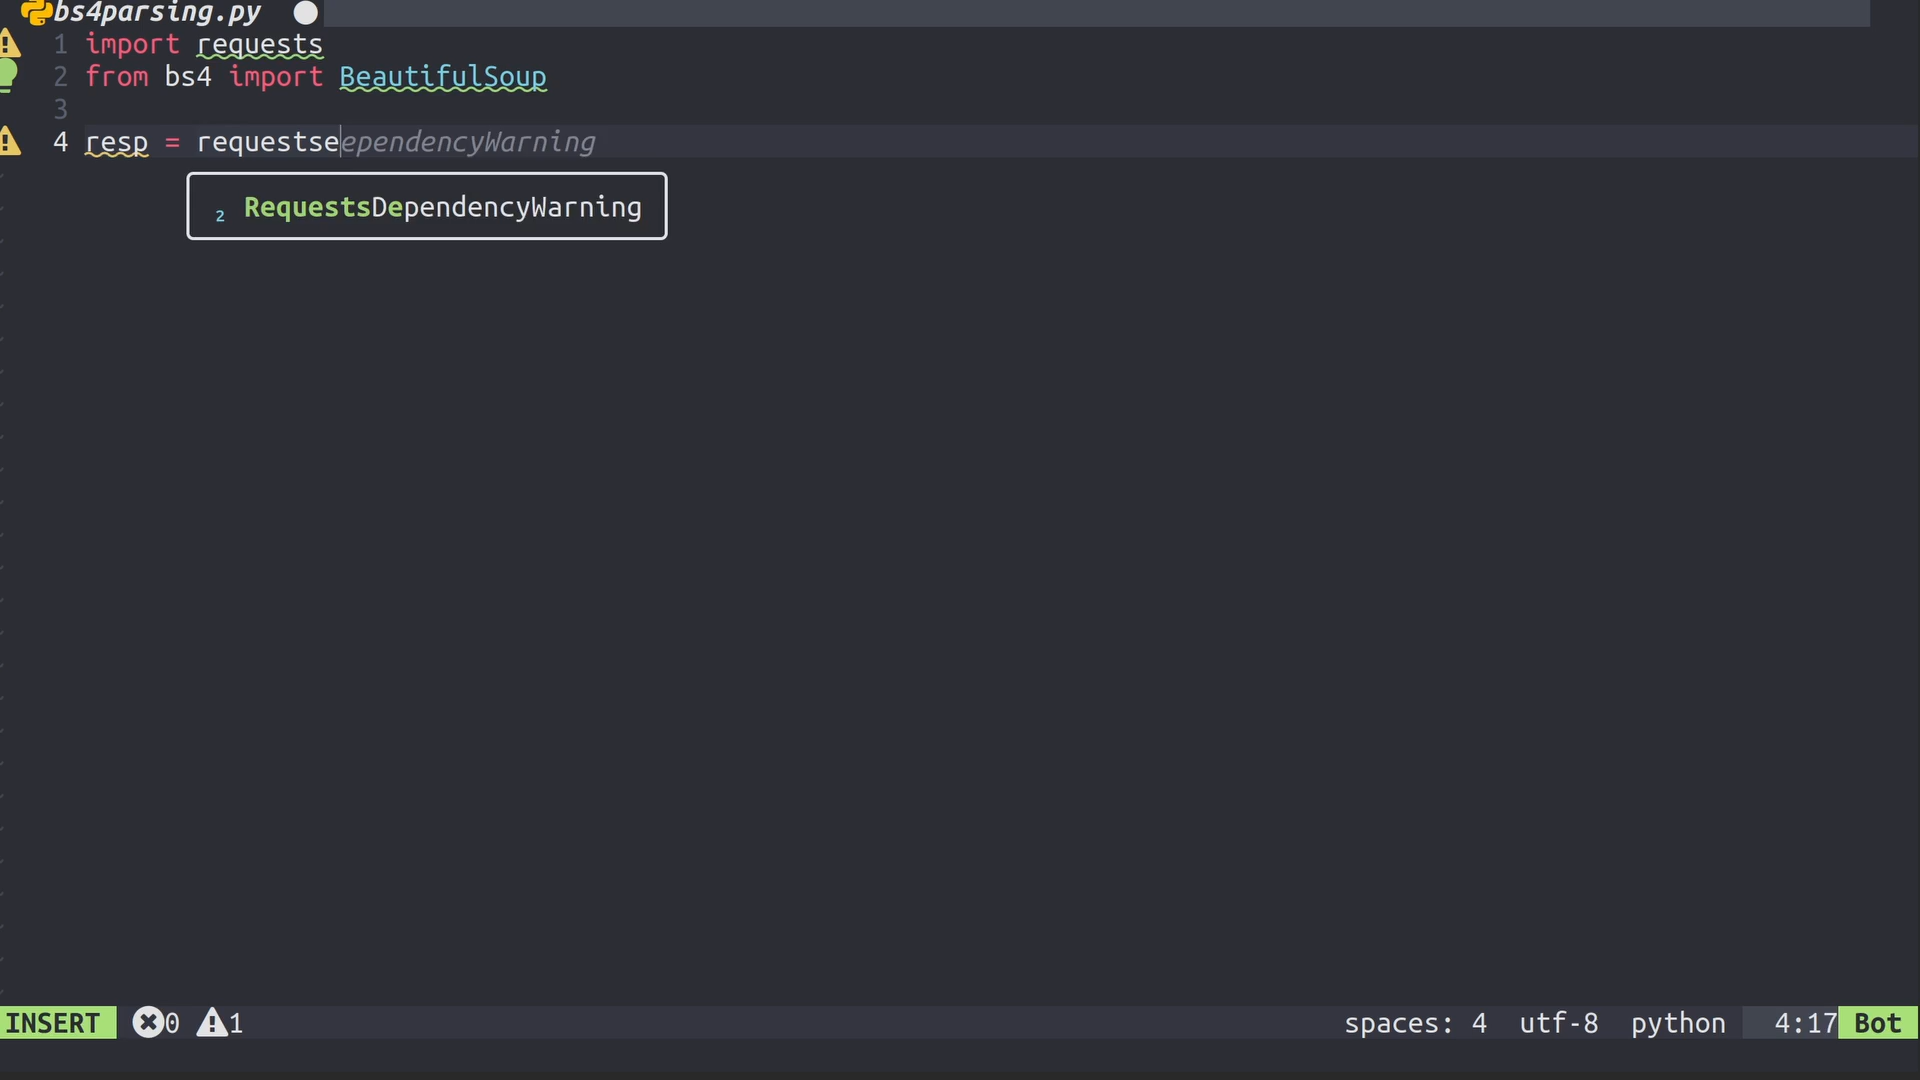 bs4parsing.py
1 import requests
2 from bs4 import BeautifulSoup
3
4 resp = requestseependencyWarning
2 RequestsDependencyWarning
INSERT 0 1 spaces: 4 utf-8 python 4:17 Bot